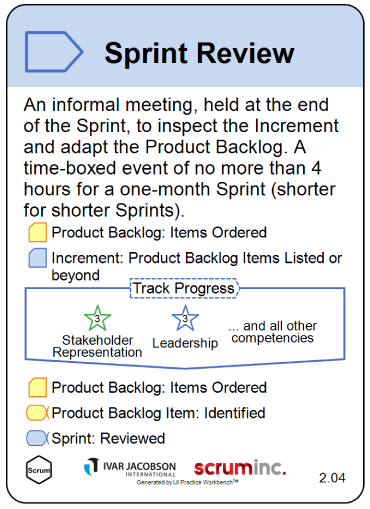 Sprint Review
An informal meeting, held at the end
of the Sprint, to inspect the Increment
and adapt the Product Backlog. A
time-boxed event of no more than 4
hours for a one-month Sprint (shorter
for shorter Sprints).
Product Backlog: Items Ordered
Increment: Product Backlog Items Listed or
beyond
Track Progress
3
Stakeholder
Representation
3
Leadership
... and all other
competencies
Product Backlog: Items Ordered
Product Backlog Item: Identified
Sprint: Reviewed
Scrum
IVAR JACOBSON
INTERNATIONAL
scruminc.
Generated by IJI Practice Workbench™
2.04